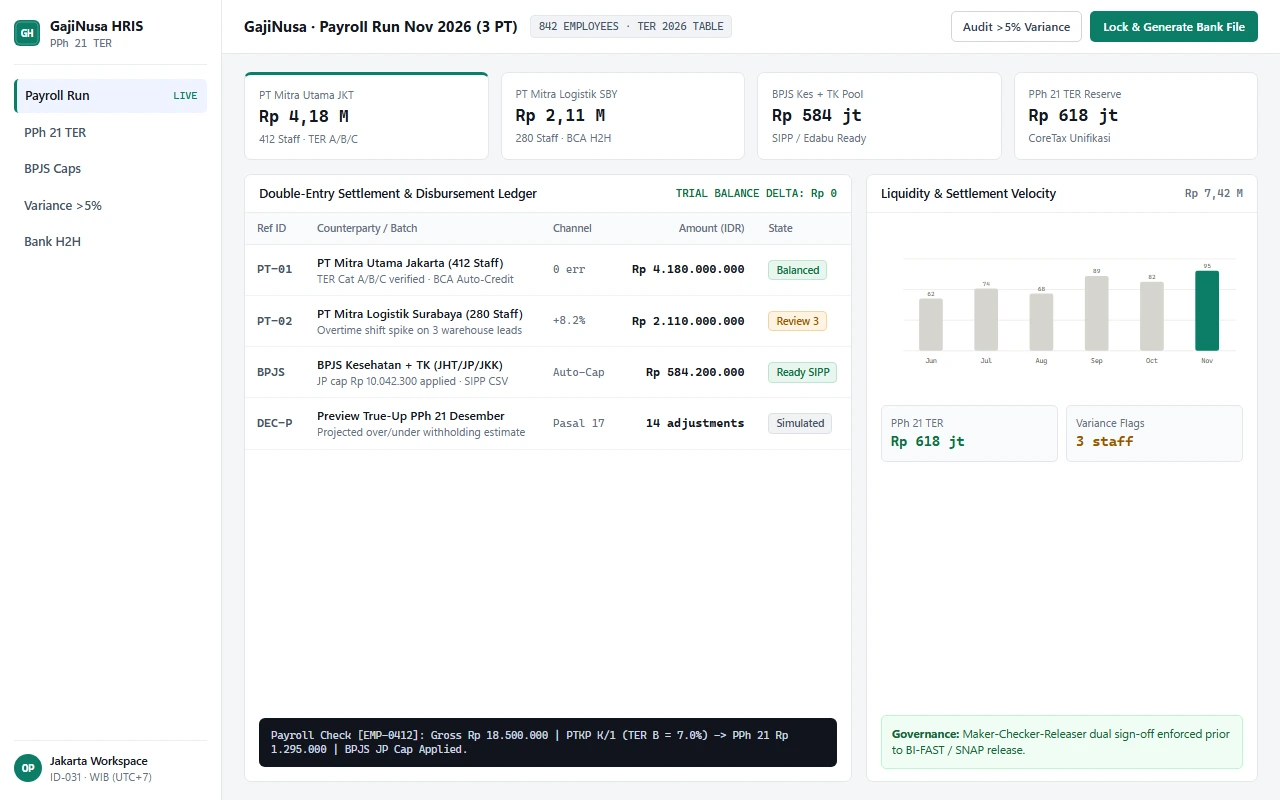 GH
GajiNusa HRIS
PPh 21 TER
Payroll Run LIVE
PPh 21 TER
BPJS Caps
Variance >5%
Bank H2H
OP
Jakarta Workspace
ID-031 · WIB (UTC+7)
GajiNusa · Payroll Run Nov 2026 (3 PT)
842 EMPLOYEES · TER 2026 TABLE
Audit >5% Variance
Lock & Generate Bank File
PT Mitra Utama JKT
Rp 4,18 M
412 Staff · TER A/B/C
PT Mitra Logistik SBY
Rp 2,11 M
280 Staff · BCA H2H
BPJS Kes + TK Pool
Rp 584 jt
SIPP / Edabu Ready
PPh 21 TER Reserve
Rp 618 jt
CoreTax Unifikasi
Double-Entry Settlement & Disbursement Ledger TRIAL BALANCE DELTA: Rp 0
Ref ID Counterparty / Batch Channel Amount (IDR) State
PT-01 PT Mitra Utama Jakarta (412 Staff) 0 err Rp 4.180.000.000 Balanced
TER Cat A/B/C verified · BCA Auto-Credit
PT-02 PT Mitra Logistik Surabaya (280 Staff) +8.2% Rp 2.110.000.000 Review 3
Overtime shift spike on 3 warehouse leads
BPJS BPJS Kesehatan + TK (JHT/JP/JKK) Auto-Cap Rp 584.200.000 Ready SIPP
JP cap Rp 10.042.300 applied · SIPP CSV
DEC-P Preview True-Up PPh 21 Desember Pasal 17 14 adjustments Simulated
Projected over/under withholding estimate
Payroll Check [EMP-0412]: Gross Rp 18.500.000 | PTKP K/1 (TER B = 7.0%) -> PPh 21 Rp
1.295.000 | BPJS JP Cap Applied.
Liquidity & Settlement Velocity Rp 7,42 M
62 74 68 89 82 95
Jun Jul Aug Sep Oct Nov
PPh 21 TER
Rp 618 jt
Variance Flags
3 staff
Governance: Maker-Checker-Releaser dual sign-off enforced prior
to BI-FAST / SNAP release.